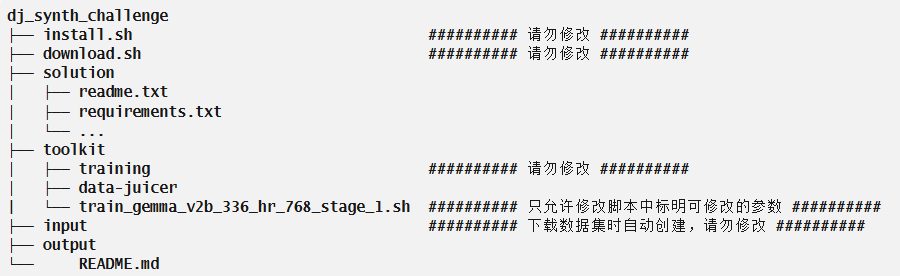 dj_synth_challenge
├── install.sh                              ########## 请勿修改 ##########
├── download.sh                             ########## 请勿修改 ##########
├── solution
│   ├── readme.txt
│   ├── requirements.txt
│   └── ...
├── toolkit
│   ├── training                            ########## 请勿修改 ##########
│   ├── data-juicer
│   └── train_gemma_v2b_336_hr_768_stage_1.sh  ########## 只允许修改脚本中标明可修改的参数 ##########
├── input                                   ########## 下载数据集时自动创建，请勿修改 ##########
├── output
└──     README.md